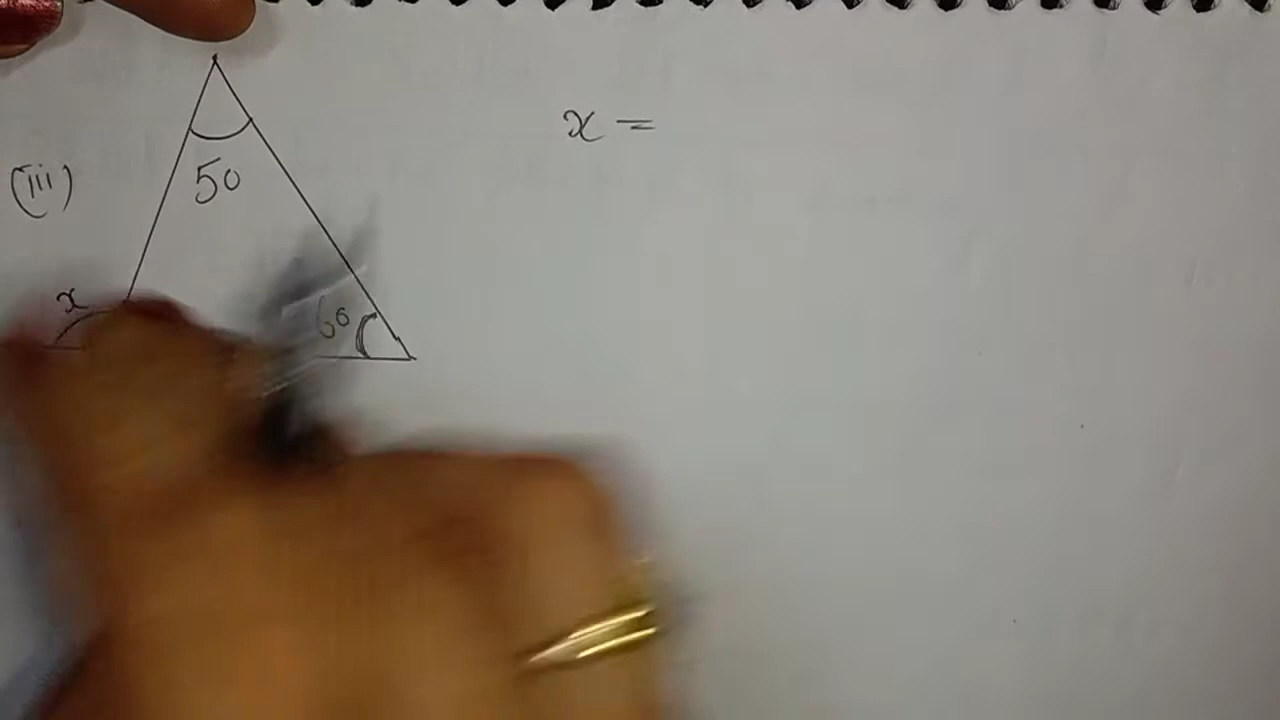 x =
50
(iii)
x
60